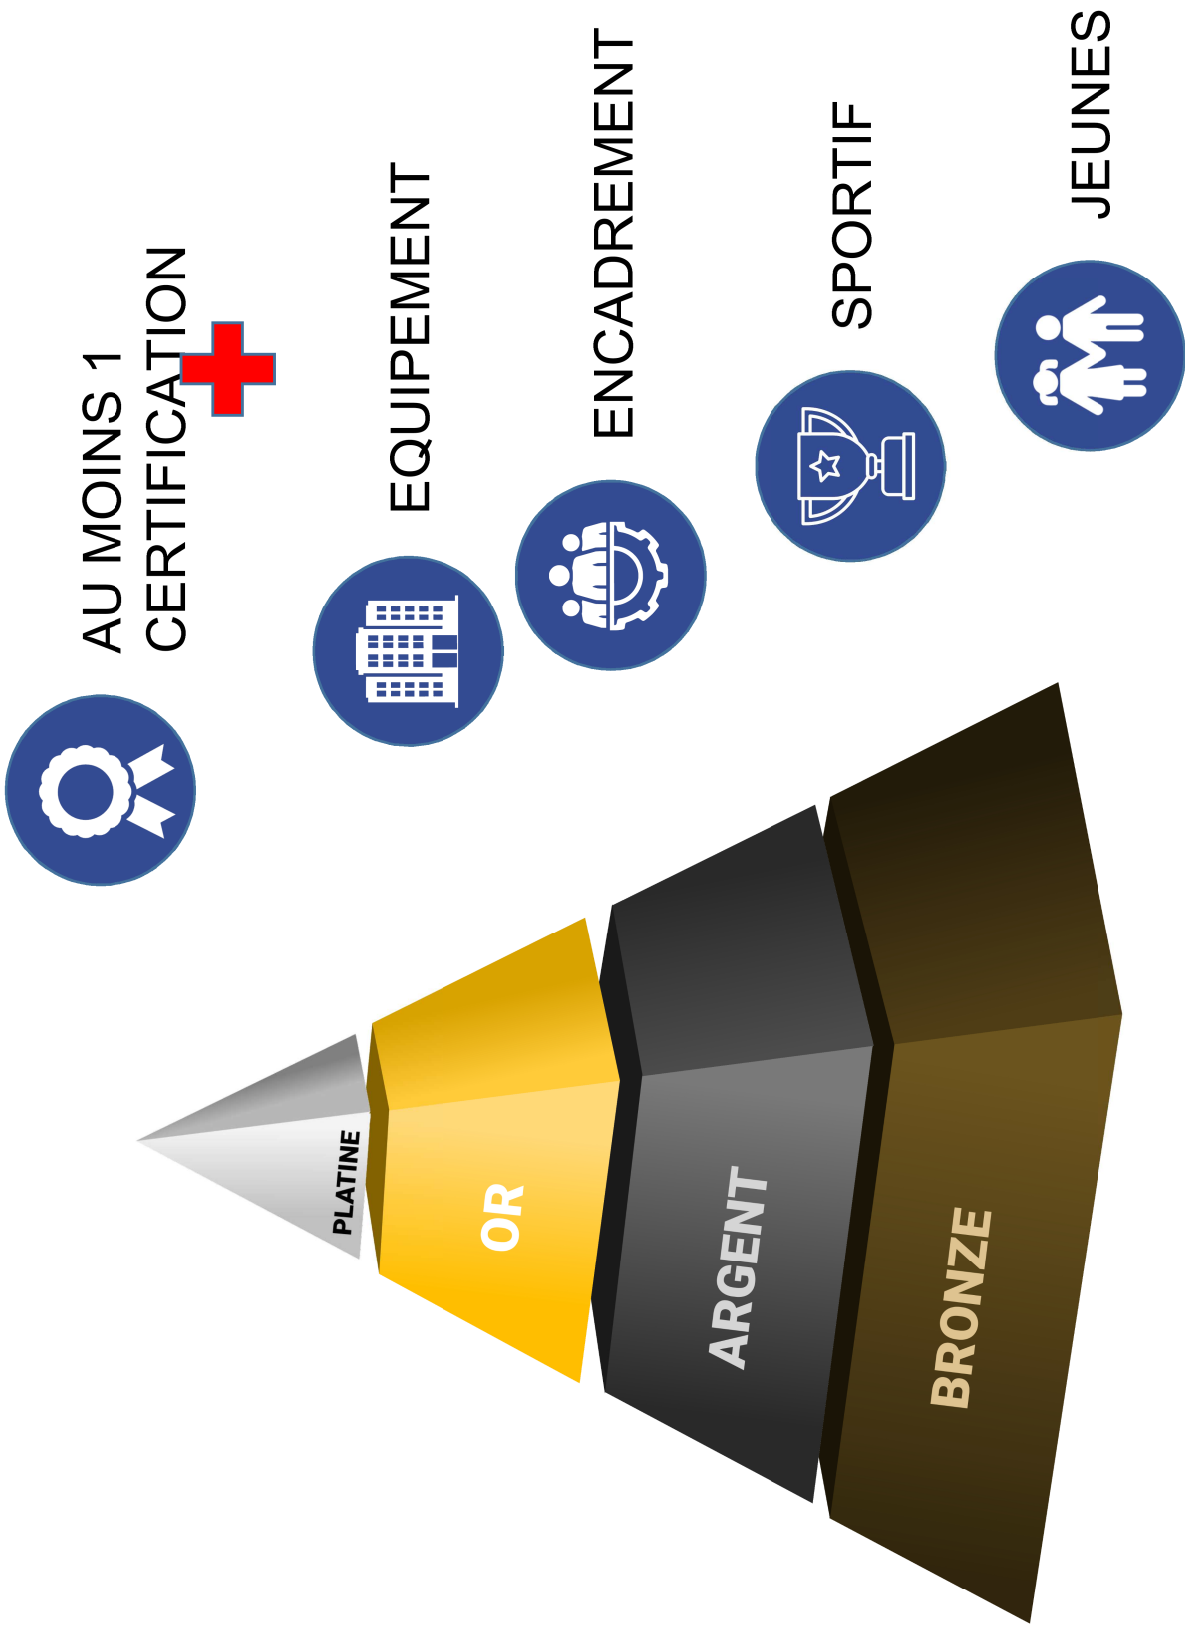 AU MOINS 1
CERTIFICATION
EQUIPEMENT
ENCADREMENT
SPORTIF
JEUNES
PLATINE
OR
ARGENT
BRONZE